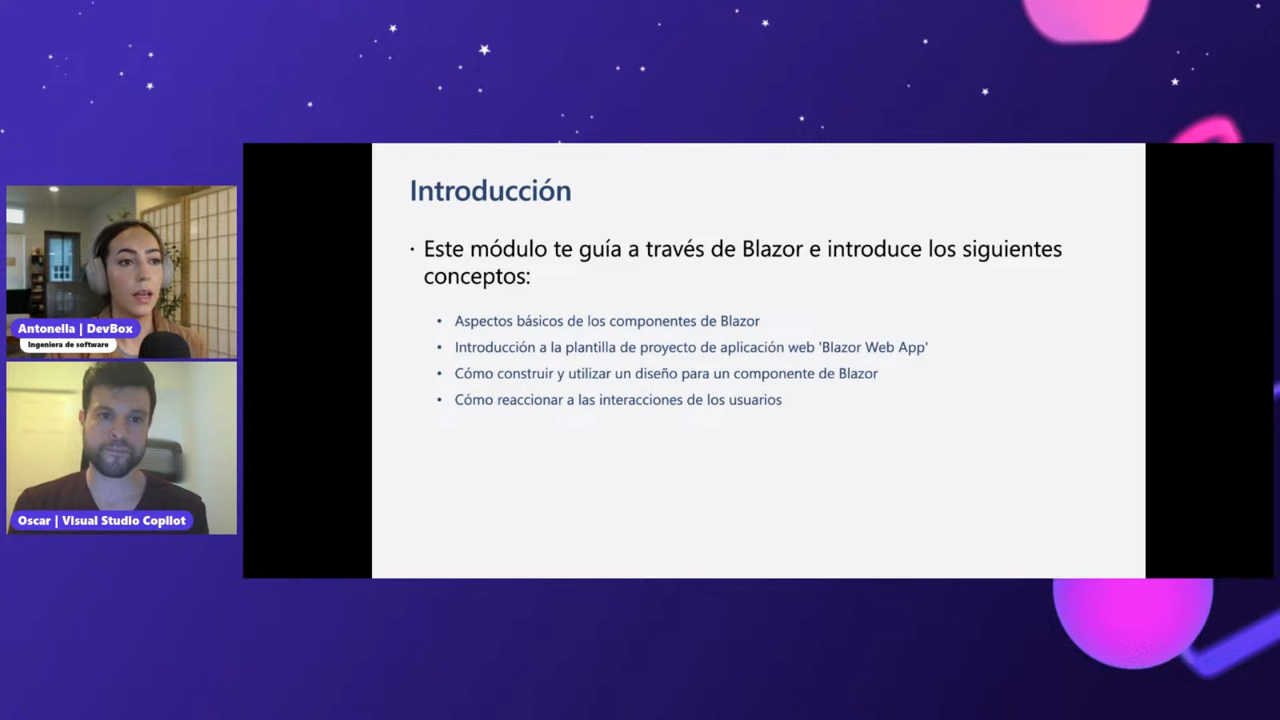 Introducción
· Este módulo te guía a través de Blazor e introduce los siguientes
conceptos:
• Aspectos básicos de los componentes de Blazor
• Introducción a la plantilla de proyecto de aplicación web 'Blazor Web App'
• Cómo construir y utilizar un diseño para un componente de Blazor
• Cómo reaccionar a las interacciones de los usuarios
Antonella | DevBox
Ingeniera de software
Oscar | Visual Studio Copilot